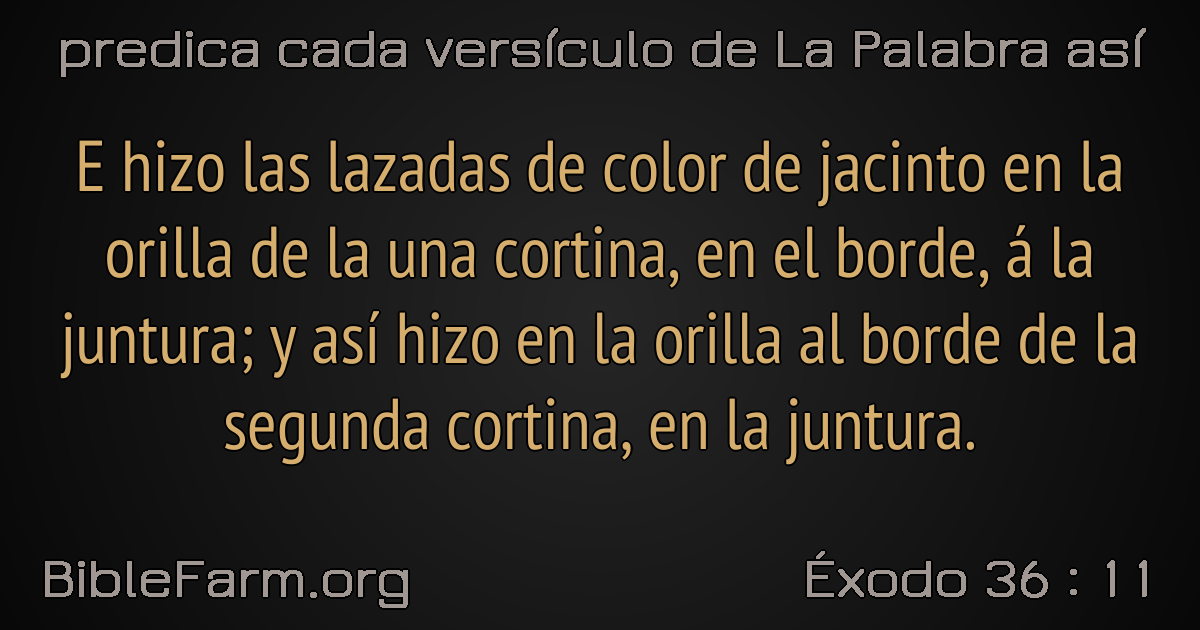 predica cada versículo de La Palabra así
E hizo las lazadas de color de jacinto en la
orilla de la una cortina, en el borde, á la
juntura; y así hizo en la orilla al borde de la
segunda cortina, en la juntura.
BibleFarm.org
Éxodo 36 : 11